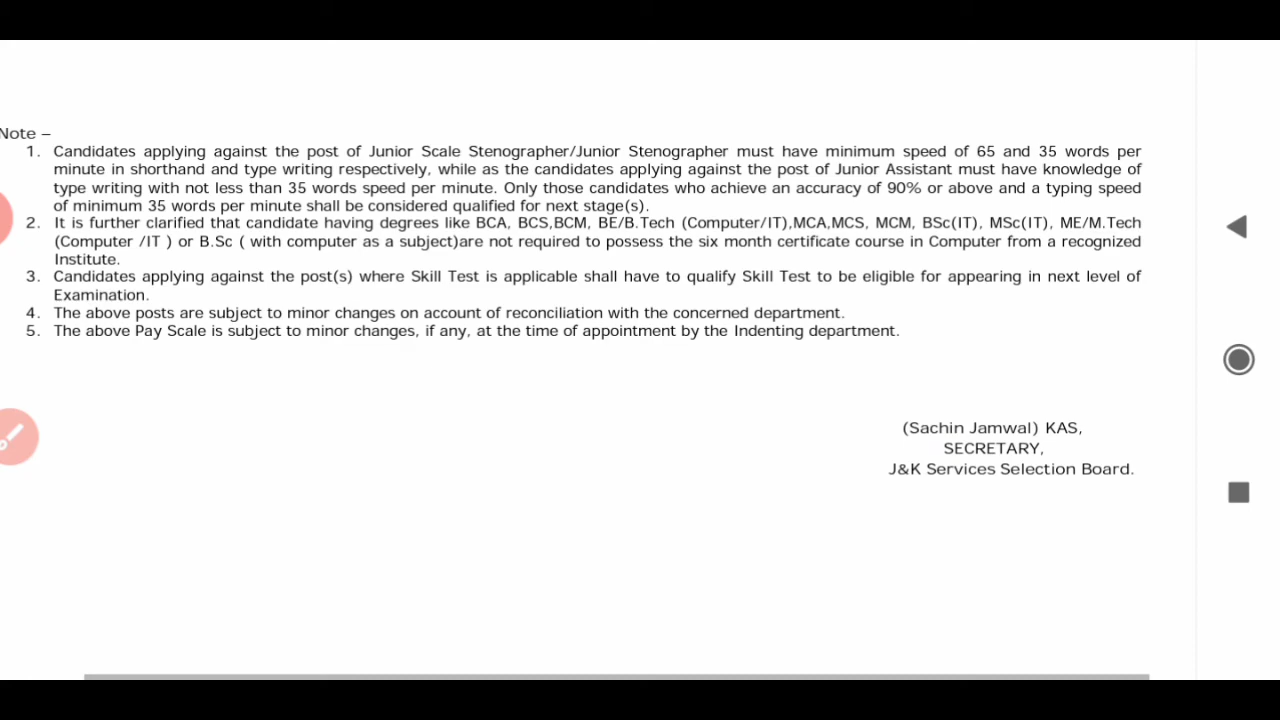 Note –
1. Candidates applying against the post of Junior Scale Stenographer/Junior Stenographer must have minimum speed of 65 and 35 words per
minute in shorthand and type writing respectively, while as the candidates applying against the post of Junior Assistant must have knowledge of
type writing with not less than 35 words speed per minute. Only those candidates who achieve an accuracy of 90% or above and a typing speed
of minimum 35 words per minute shall be considered qualified for next stage(s).
2. It is further clarified that candidate having degrees like BCA, BCS,BCM, BE/B.Tech (Computer/IT),MCA,MCS, MCM, BSc(IT), MSc(IT), ME/M.Tech
(Computer /IT ) or B.Sc ( with computer as a subject)are not required to possess the six month certificate course in Computer from a recognized
Institute.
3. Candidates applying against the post(s) where Skill Test is applicable shall have to qualify Skill Test to be eligible for appearing in next level of
Examination.
4. The above posts are subject to minor changes on account of reconciliation with the concerned department.
5. The above Pay Scale is subject to minor changes, if any, at the time of appointment by the Indenting department.
(Sachin Jamwal) KAS,
SECRETARY,
J&K Services Selection Board.